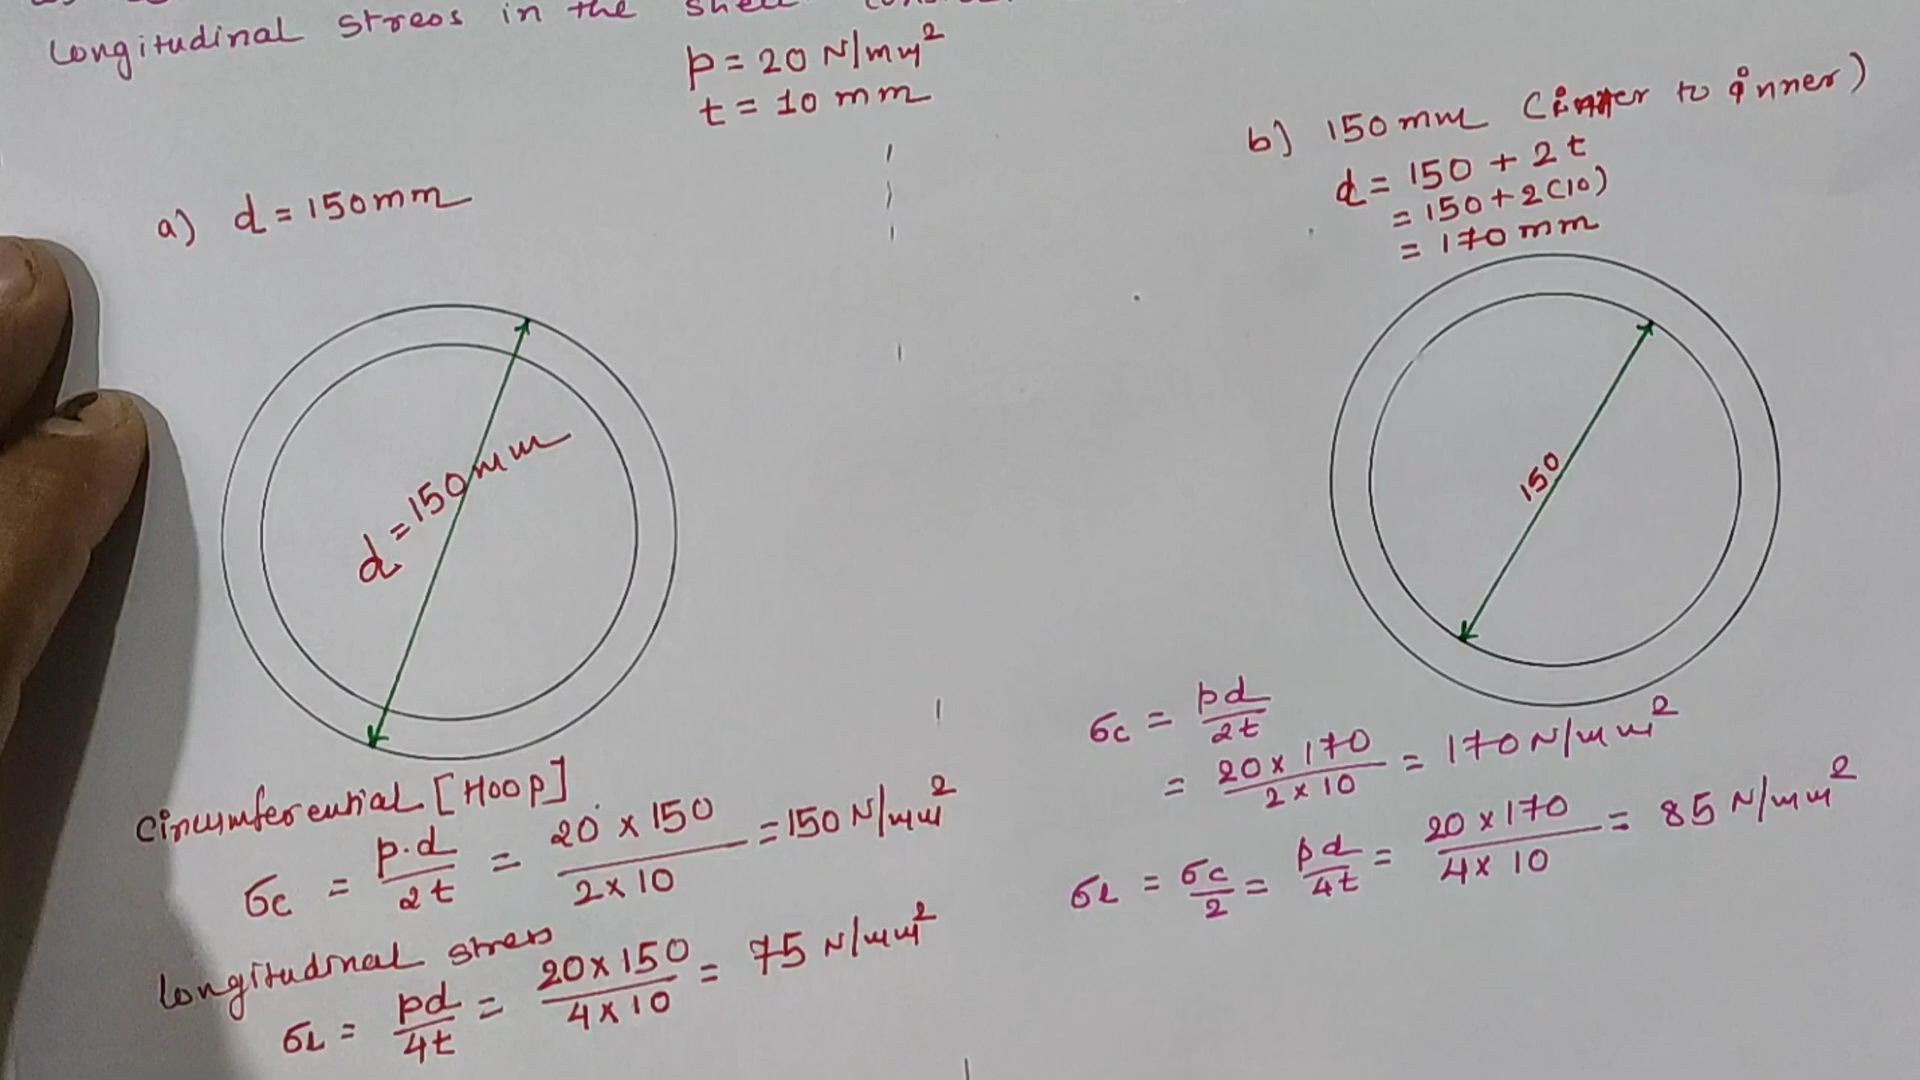 longitudinal stress in the shell
p = 20 N/mm²
t = 10 mm
a) d = 150mm
d = 150mm
circumferential [Hoop]
σc = p.d/2t = 20 x 150/2 x 10 = 150 N/mm²
longitudinal stress
σL = pd/4t = 20 x 150/4 x 10 = 75 N/mm²
b) 150 mm (inner to inner)
d = 150 + 2t
= 150 + 2(10)
= 170 mm
150
σc = pd/2t
= 20 x 170/2 x 10 = 170 N/mm²
σL = σc/2 = pd/4t = 20 x 170/4 x 10 = 85 N/mm²